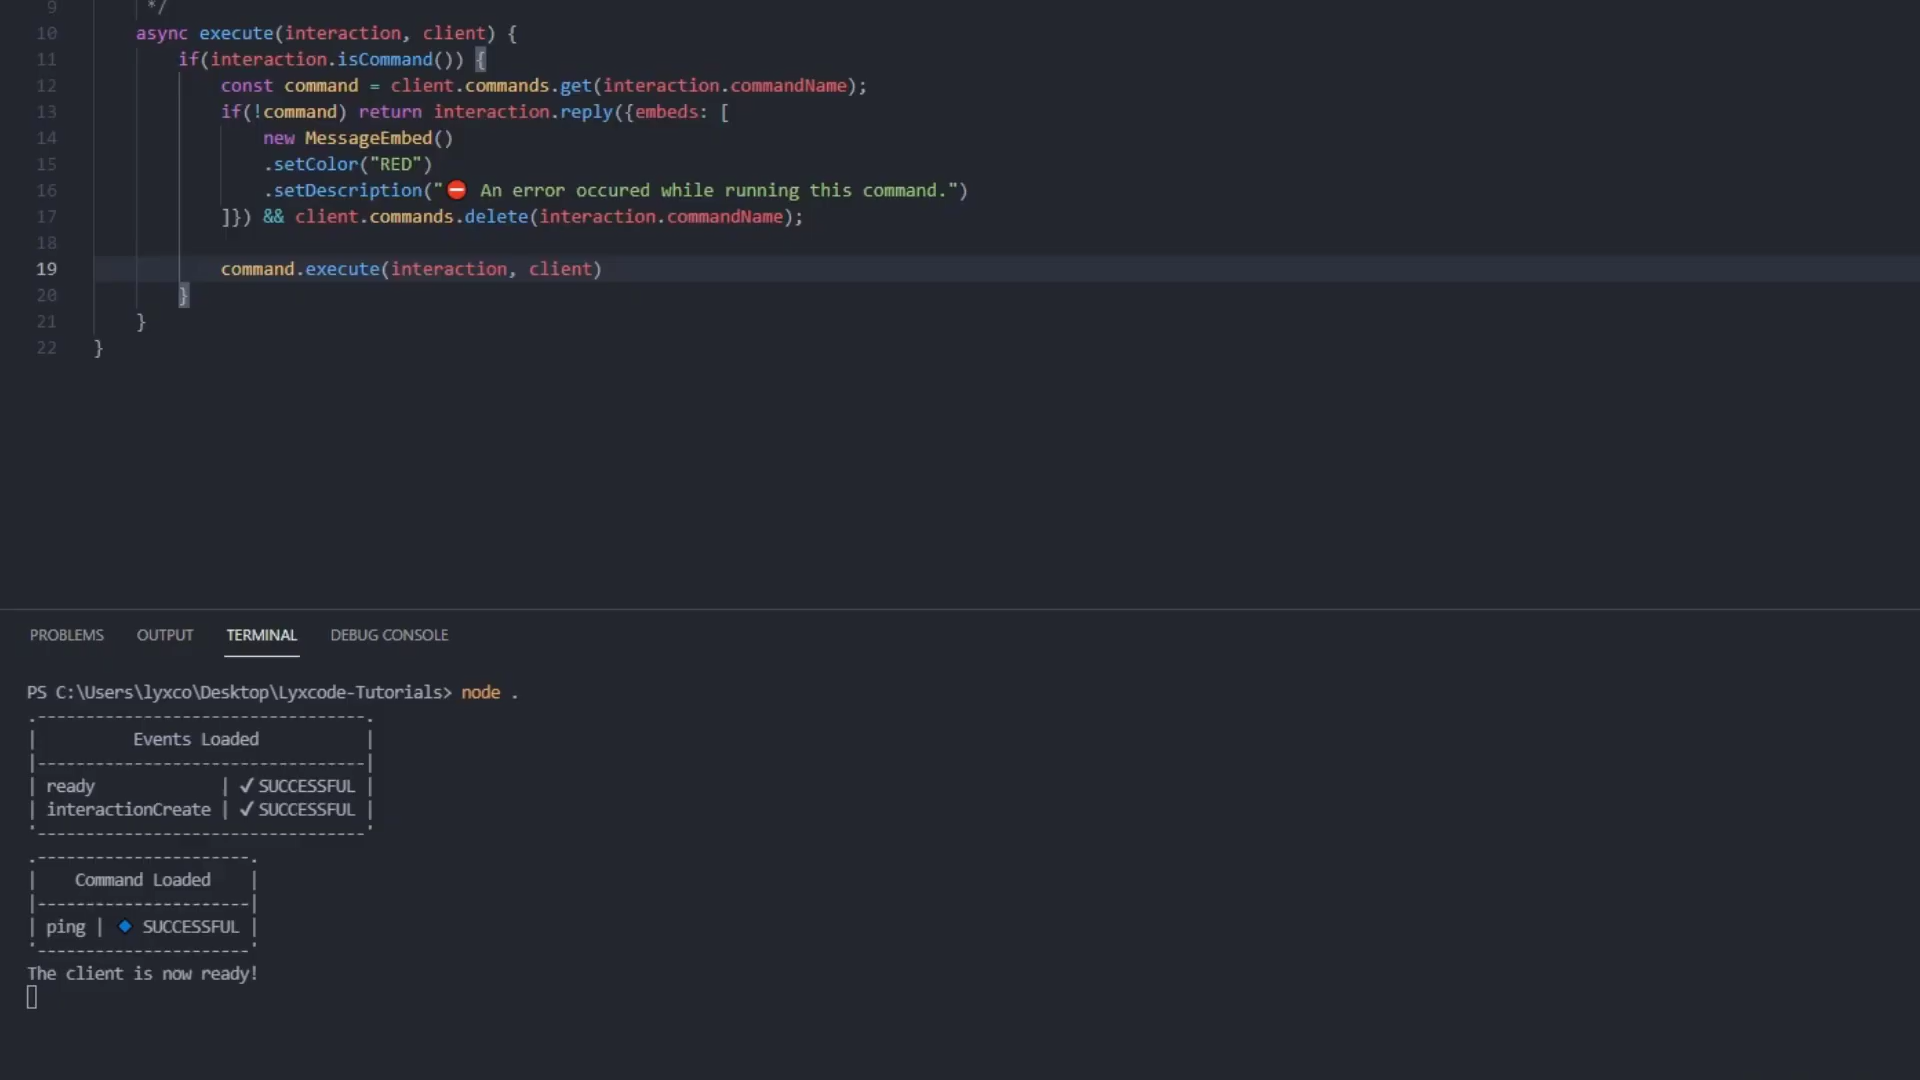 9 */
10 async execute(interaction, client) {
11 if(interaction.isCommand()) {
12 const command = client.commands.get(interaction.commandName);
13 if(!command) return interaction.reply({embeds: [
14 new MessageEmbed()
15 .setColor("RED")
16 .setDescription("⛔ An error occured while running this command.")
17 ]}) && client.commands.delete(interaction.commandName);
18
19 command.execute(interaction, client)
20 }
21 }
22 }
PROBLEMS OUTPUT TERMINAL DEBUG CONSOLE
PS C:\Users\lyxco\Desktop\Lyxcode-Tutorials> node .
.----------------------------------.
| Events Loaded |
|----------------------------------|
| ready | ✓SUCCESSFUL |
| interactionCreate | ✓SUCCESSFUL |
'----------------------------------'
.----------------------.
| Command Loaded |
|----------------------|
| ping | 🔹 SUCCESSFUL |
'----------------------'
The client is now ready!